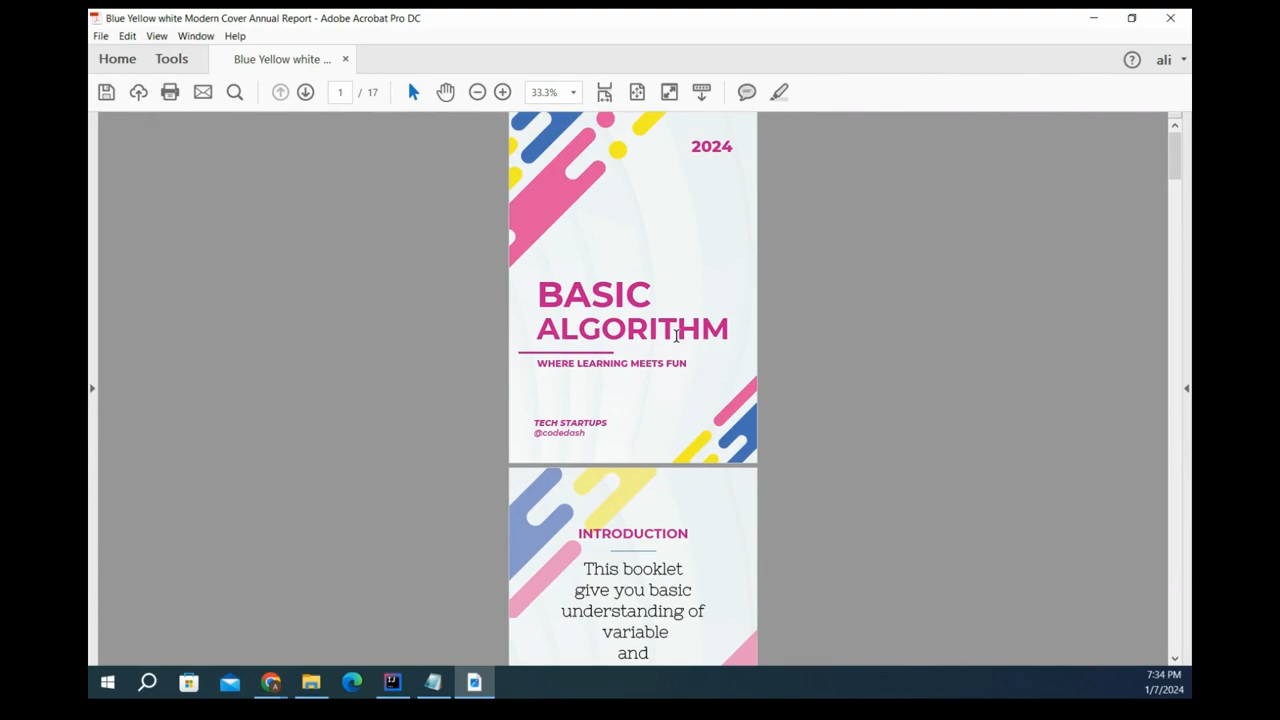 Blue Yellow white Modern Cover Annual Report - Adobe Acrobat Pro DC
File Edit View Window Help
Home Tools Blue Yellow white ... ali
1 / 17 33.3%
2024
BASIC
ALGORITHM
WHERE LEARNING MEETS FUN
TECH STARTUPS
@codedash
INTRODUCTION
This booklet
give you basic
understanding of
variable
and
7:34 PM
1/7/2024